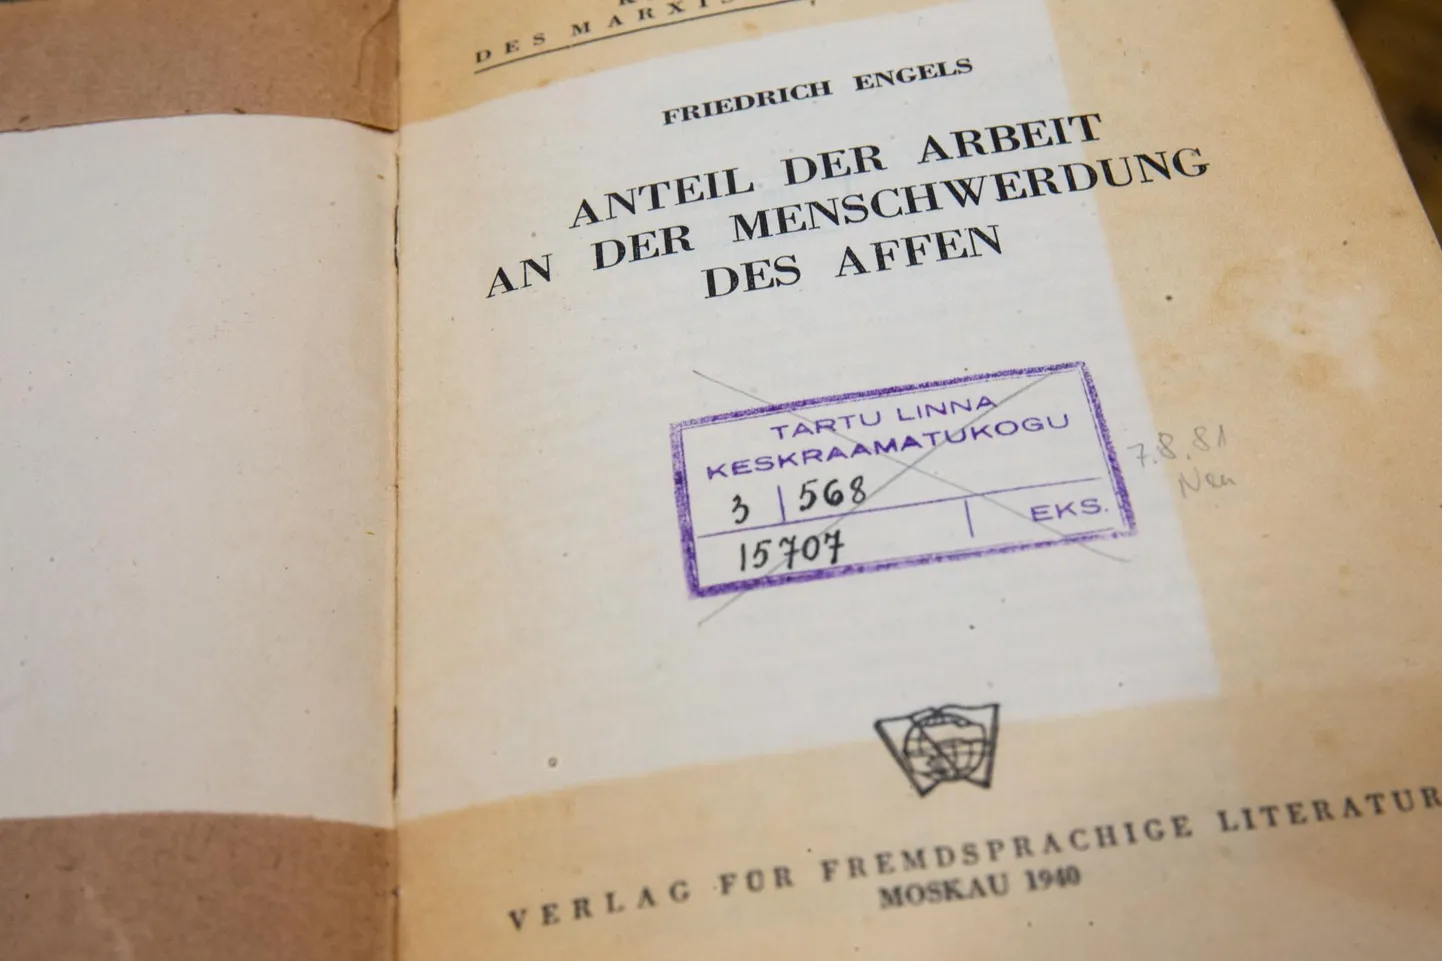 DES MARXIS
FRIEDRICH ENGELS
ANTEIL DER ARBEIT
AN DER MENSCHWERDUNG
DES AFFEN
TARTU LINNA
KESKRAAMATUKOGU
3 | 568
15707 | EKS.
7.8.81
VERLAG FÜR FREMDSPRACHIGE LITERATUR
MOSKAU 1940